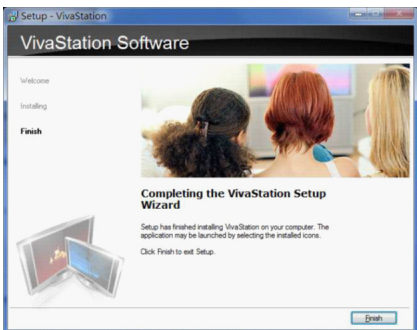 Setup - VivaStation
VivaStation Software
Welcome
Installing
Finish
Completing the VivaStation Setup
Wizard
Setup has finished installing VivaStation on your computer. The
application may be launched by selecting the installed icons.
Click Finish to exit Setup.
Finish